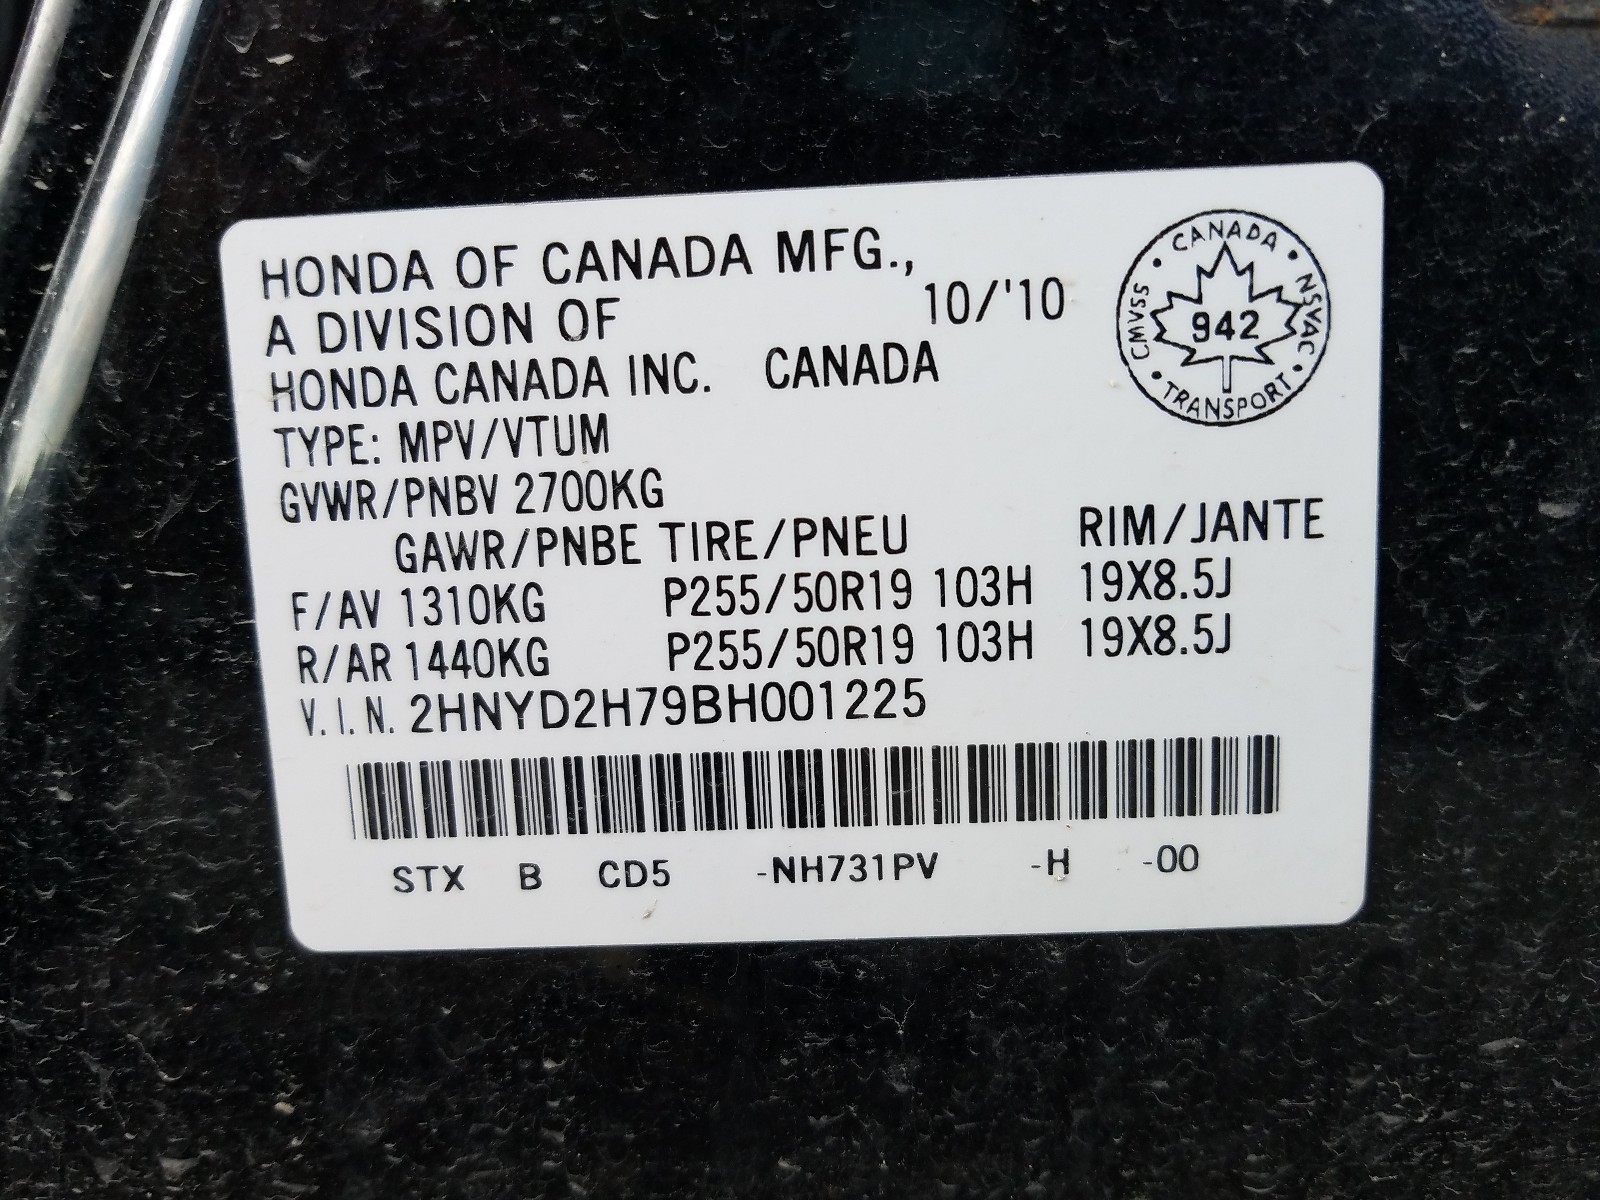 HONDA OF CANADA MFG.,
A DIVISION OF 10/'10
HONDA CANADA INC. CANADA
TYPE: MPV/VTUM
GVWR/PNBV 2700KG
GAWR/PNBE TIRE/PNEU RIM/JANTE
F/AV 1310KG P255/50R19 103H 19X8.5J
R/AR 1440KG P255/50R19 103H 19X8.5J
V.I.N. 2HNYD2H79BH001225
STX B CD5 -NH731PV -H -00
CANADA • NSVAC • TRANSPORT • CMVSS •
942